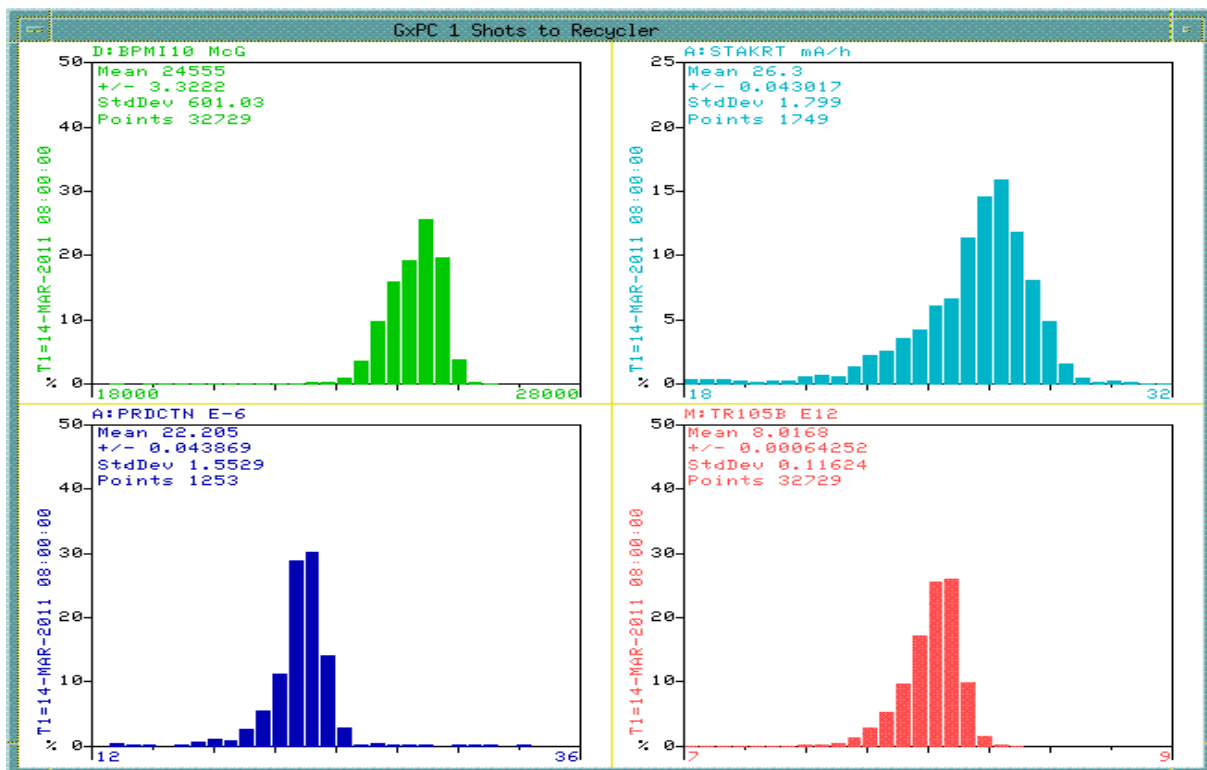 GxPC 1 Shots to Recycler
D:BPMI10 McG
50
40
30
20
10
% 0
T1=14-MAR-2011 08:00:00
Mean 24555
+/- 3.3222
StdDev 601.03
Points 32729
18000
28000
A:STAKRT mA/h
25
20
15
10
5
% 0
T1=14-MAR-2011 08:00:00
Mean 26.3
+/- 0.043017
StdDev 1.799
Points 1749
18
32
A:PRDCTN E-6
50
40
30
20
10
% 0
T1=14-MAR-2011 08:00:00
Mean 22.205
+/- 0.043869
StdDev 1.5529
Points 1253
12
36
M:TR105B E12
50
40
30
20
10
% 0
T1=14-MAR-2011 08:00:00
Mean 8.0168
+/- 0.00064252
StdDev 0.11624
Points 32729
7
9